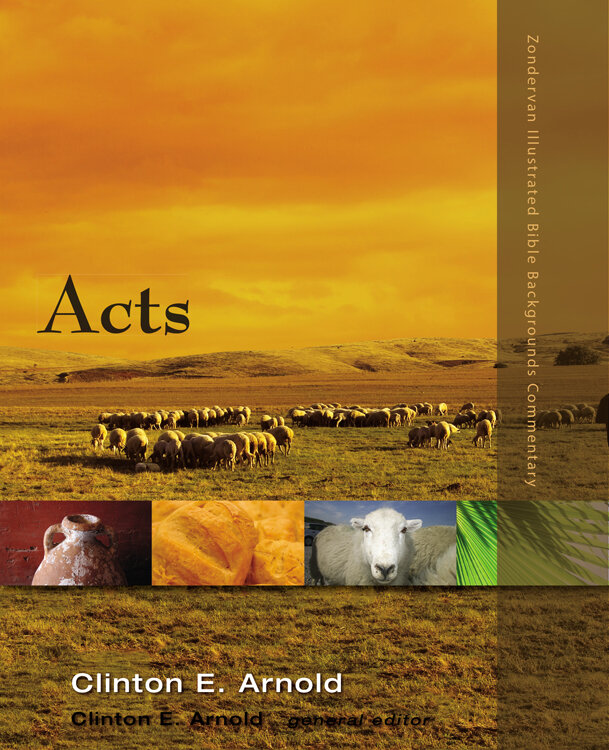 Zondervan Illustrated Bible Backgrounds Commentary
Acts
Clinton E. Arnold
Clinton E. Arnold general editor